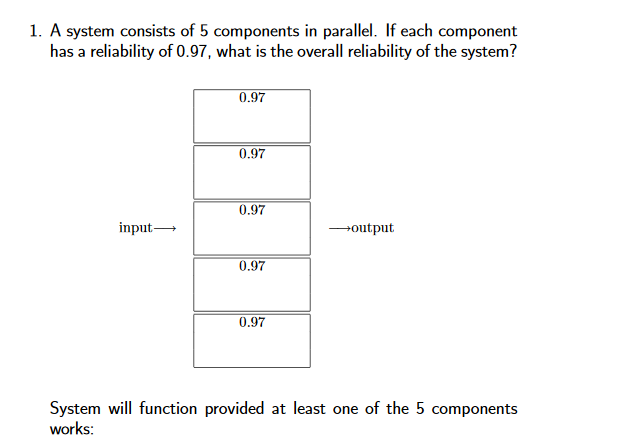 1. A system consists of 5 components in parallel. If each component
has a reliability of 0.97, what is the overall reliability of the system?
0.97
0.97
0.97
input→ →output
0.97
0.97
System will function provided at least one of the 5 components
works: